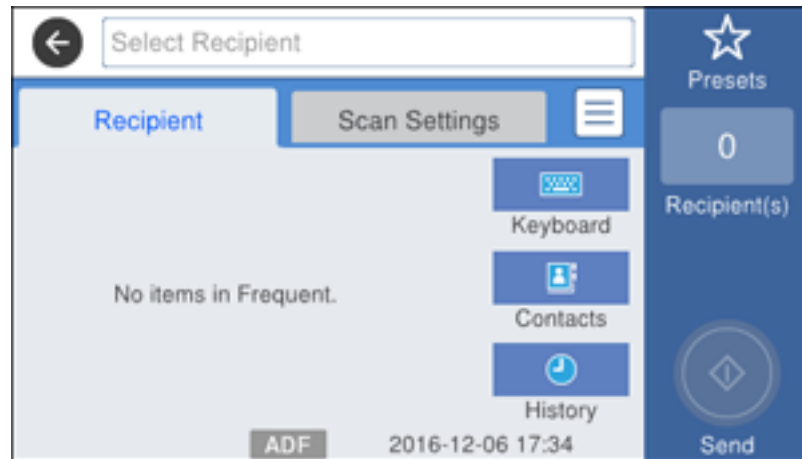 Select Recipient
Presets
Recipient
Scan Settings
0
Recipient(s)
Keyboard
No items in Frequent.
Contacts
History
ADF
2016-12-06 17:34
Send